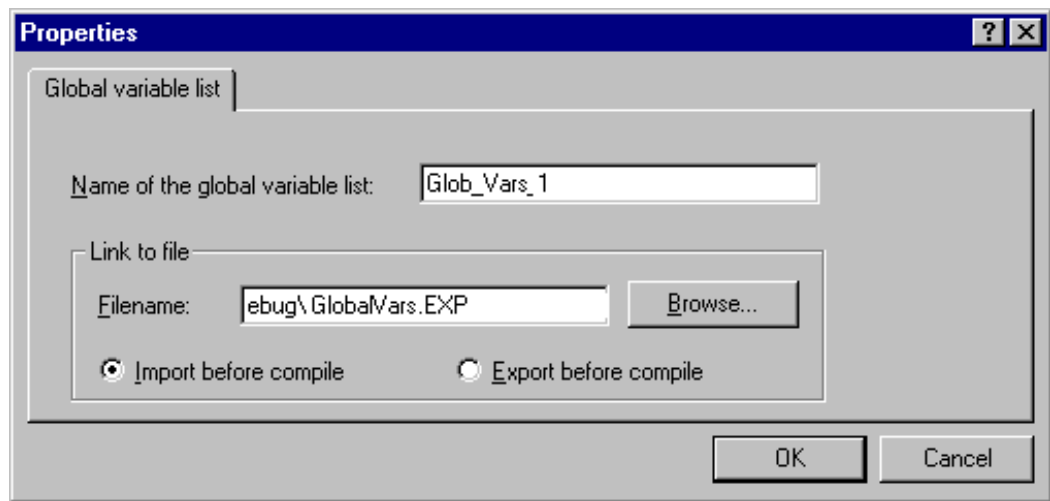 Properties
Global variable list
Name of the global variable list: Glob_Vars_1
Link to file
Filename: ebug\GlobalVars.EXP Browse...
Import before compile Export before compile
OK Cancel